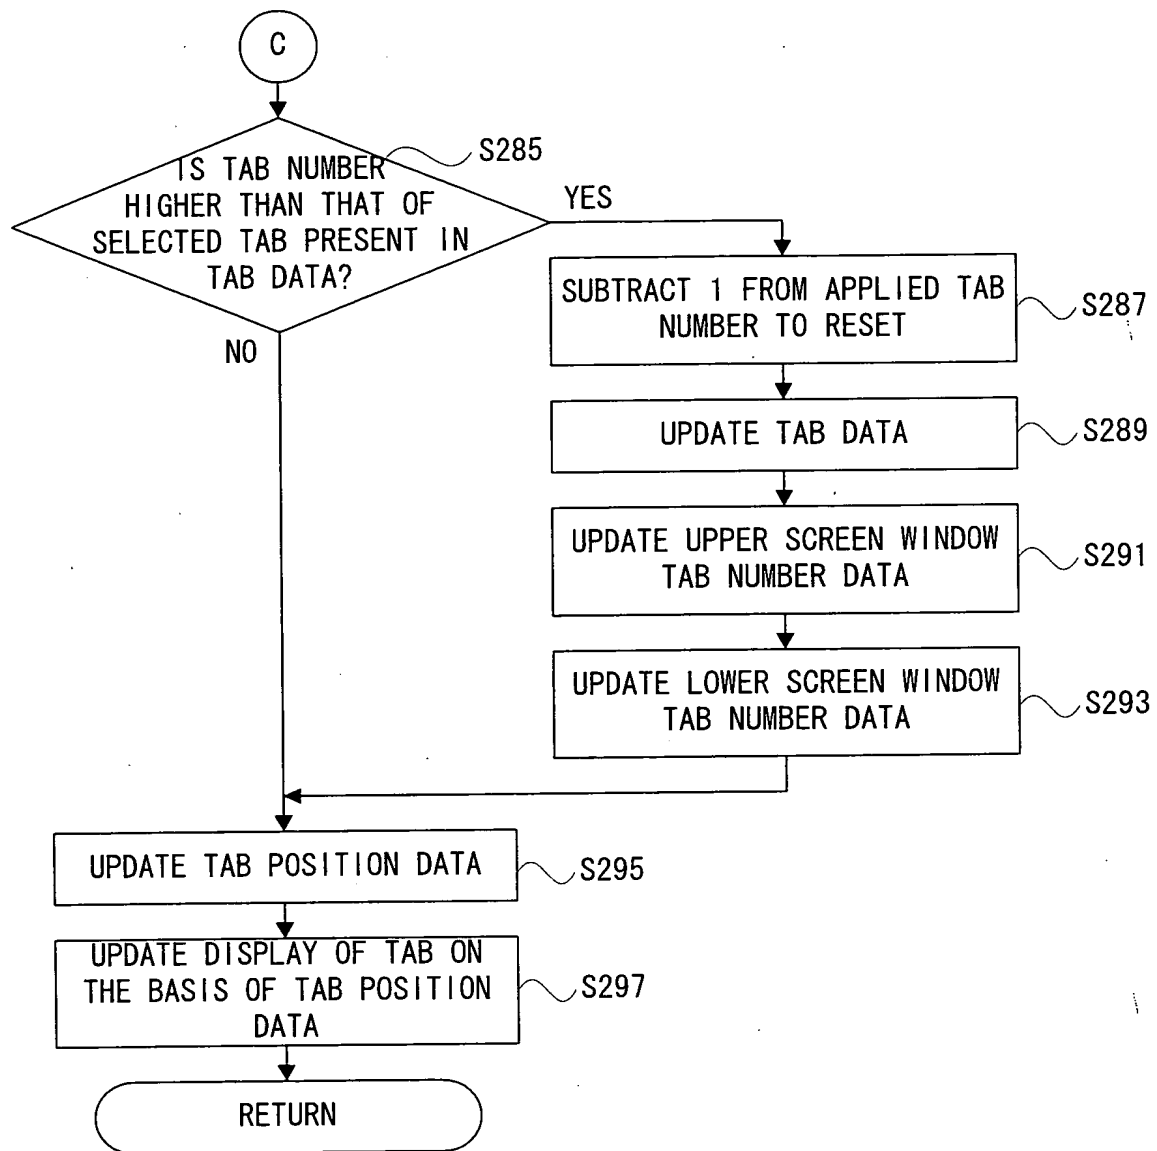 C
IS TAB NUMBER
HIGHER THAN THAT OF
SELECTED TAB PRESENT IN
TAB DATA?
S285
YES
NO
SUBTRACT 1 FROM APPLIED TAB
NUMBER TO RESET
S287
UPDATE TAB DATA
S289
UPDATE UPPER SCREEN WINDOW
TAB NUMBER DATA
S291
UPDATE LOWER SCREEN WINDOW
TAB NUMBER DATA
S293
UPDATE TAB POSITION DATA
S295
UPDATE DISPLAY OF TAB ON
THE BASIS OF TAB POSITION
DATA
S297
RETURN